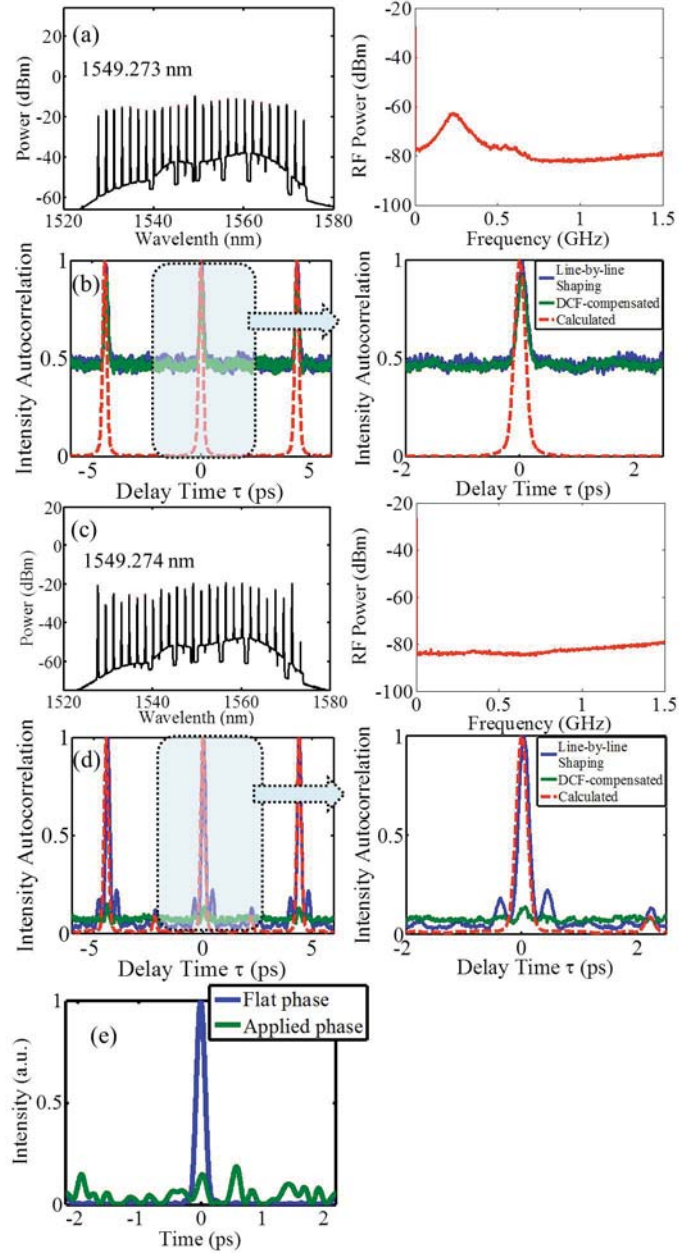 (a)
1549.273 nm
Power (dBm)
20
0
-20
-40
-60
1520 1540 1560 1580
Wavelenth (nm)
RF Power (dBm)
-20
-40
-60
-80
-100
0 0.5 1 1.5
Frequency (GHz)
(b)
Intensity Autocorrelation
1
0.5
0
-5 0 5
Delay Time τ (ps)
Intensity Autocorrelation
1
0.5
0
-2 0 2
Delay Time τ (ps)
Line-by-line
Shaping
DCF-compensated
Calculated
(c)
1549.274 nm
Power (dBm)
20
0
-20
-40
-60
1520 1540 1560 1580
Wavelenth (nm)
RF Power (dBm)
-20
-40
-60
-80
-100
0 0.5 1 1.5
Frequency (GHz)
(d)
Intensity Autocorrelation
1
0.5
0
-5 0 5
Delay Time τ (ps)
Intensity Autocorrelation
1
0.5
0
-2 0 2
Delay Time τ (ps)
Line-by-line
Shaping
DCF-compensated
Calculated
(e)
Flat phase
Applied phase
Intensity (a.u.)
1
0.5
0
-2 -1 0 1 2
Time (ps)